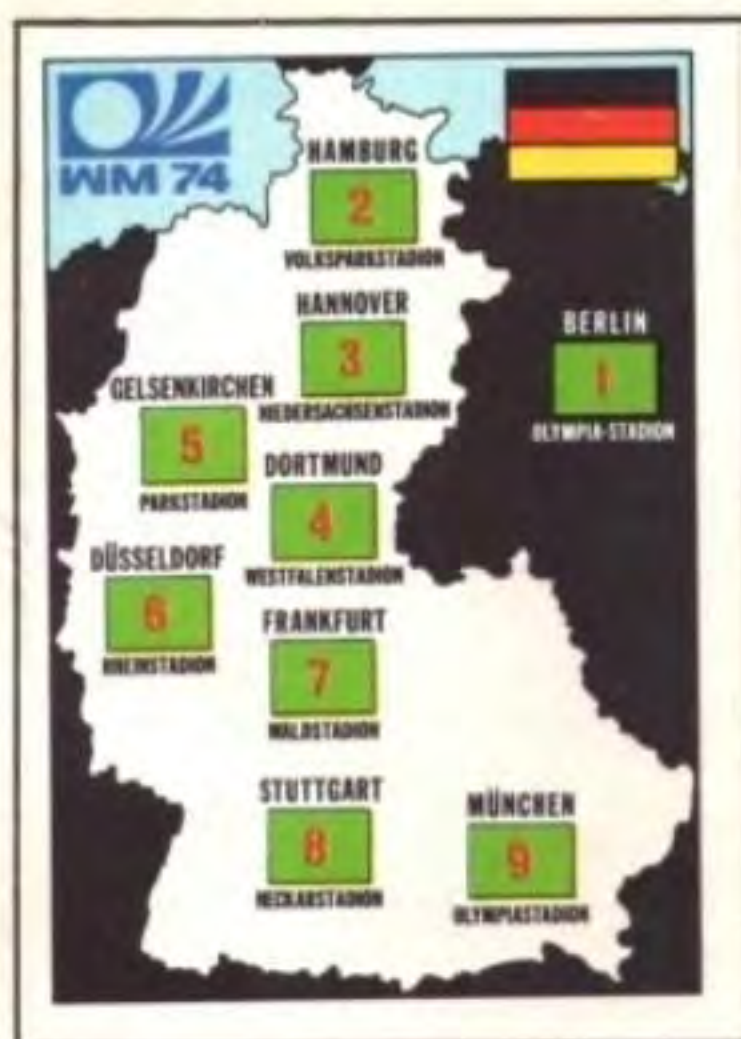 WM 74
HAMBURG
2
VOLKSPARKSTADION
HANNOVER
3
NIEDERSACHSENSTADION
BERLIN
1
OLYMPIA-STADION
GELSENKIRCHEN
5
PARKSTADION
DORTMUND
4
WESTFALENSTADION
DÜSSELDORF
6
RHEINSTADION
FRANKFURT
7
WALDSTADION
STUTTGART
8
NECKARSTADION
MÜNCHEN
9
OLYMPIASTADION